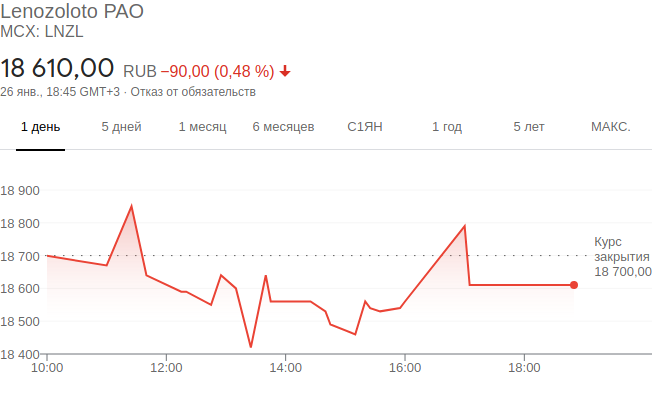 Lenozoloto PAO
MCX: LNZL
18 610,00 RUB −90,00 (0,48 %)
26 янв., 18:45 GMT+3 · Отказ от обязательств
1 день 5 дней 1 месяц 6 месяцев С1ЯН 1 год 5 лет МАКС.
18 900
18 800
18 700
18 600
18 500
18 400
Курс
закрытия
18 700,00
10:00 12:00 14:00 16:00 18:00